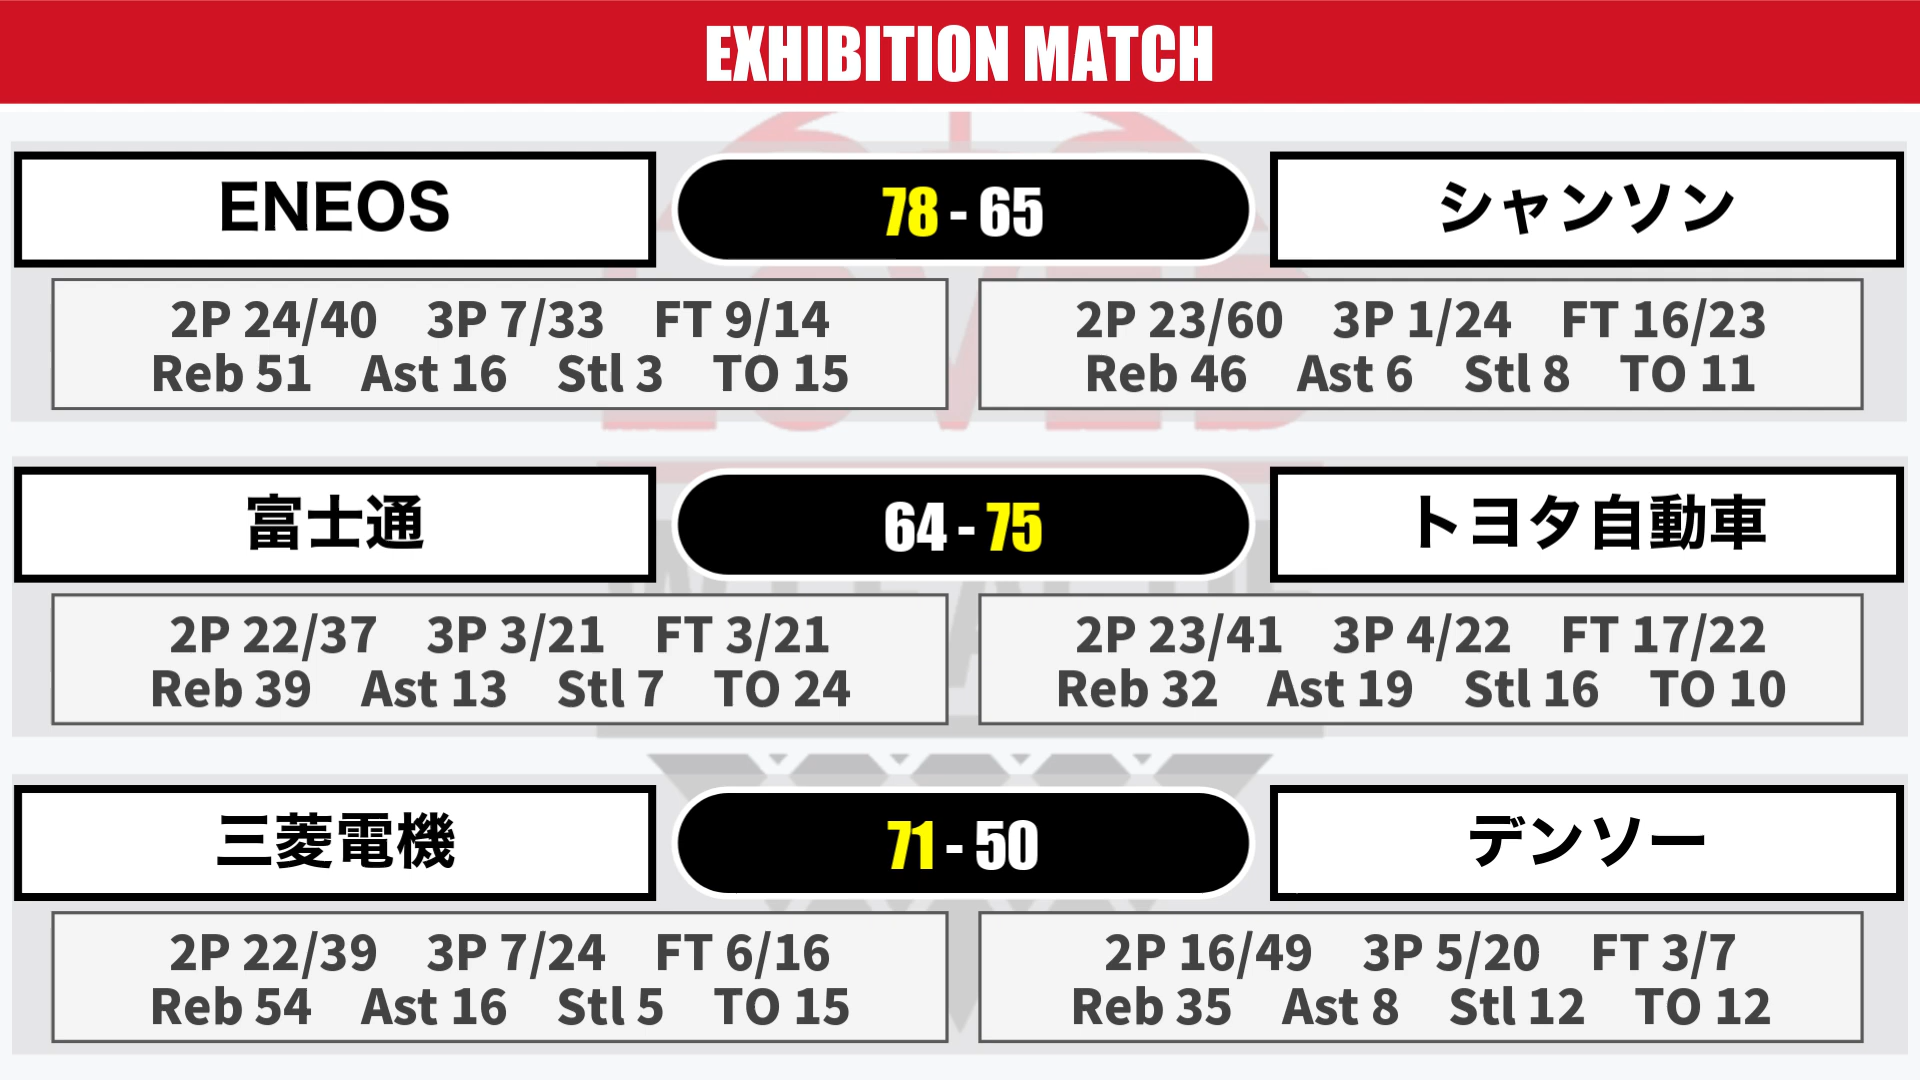 EXHIBITION MATCH
ENEOS 78 - 65 シャンソン
2P 24/40 3P 7/33 FT 9/14
Reb 51 Ast 16 Stl 3 TO 15
2P 23/60 3P 1/24 FT 16/23
Reb 46 Ast 6 Stl 8 TO 11
富士通 64 - 75 トヨタ自動車
2P 22/37 3P 3/21 FT 3/21
Reb 39 Ast 13 Stl 7 TO 24
2P 23/41 3P 4/22 FT 17/22
Reb 32 Ast 19 Stl 16 TO 10
三菱電機 71 - 50 デンソー
2P 22/39 3P 7/24 FT 6/16
Reb 54 Ast 16 Stl 5 TO 15
2P 16/49 3P 5/20 FT 3/7
Reb 35 Ast 8 Stl 12 TO 12